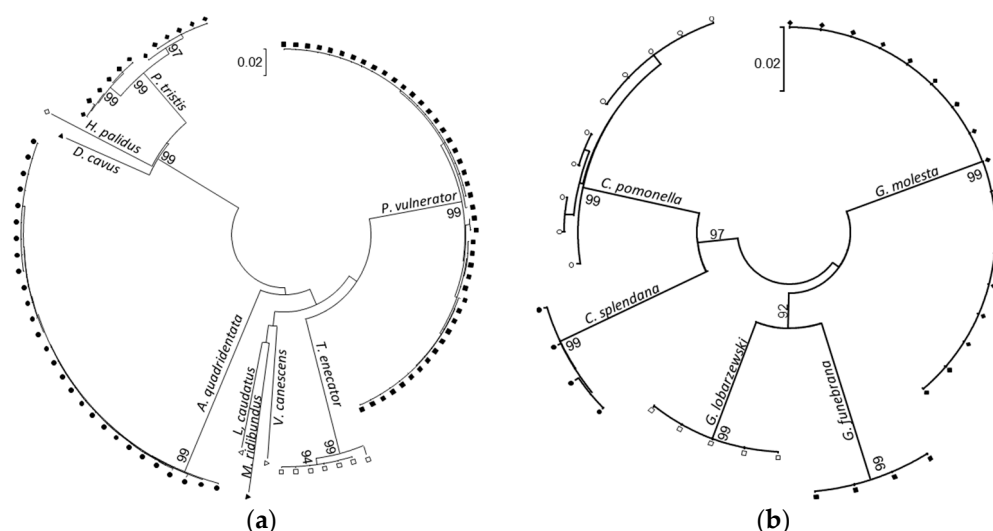 0.02
97
99
99
P. tristis
H. palidus
D. cavus
99
P. vulnerator
99
A. quadridentata
99
L. caudatus
M. ridibundus
V. canescens
T. enecator
99
94
(a)
0.02
C. pomonella
99
97
G. molesta
99
C. splendana
99
92
G. lobarzewski
99
G. funebrana
99
(b)